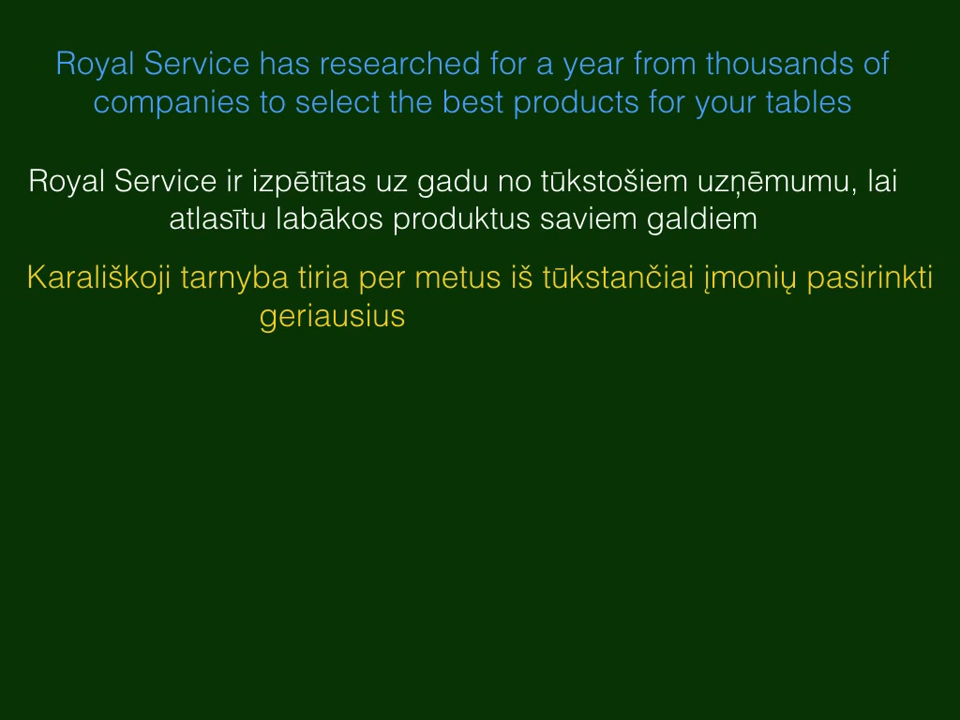 Royal Service has researched for a year from thousands of
companies to select the best products for your tables
Royal Service ir izpētītas uz gadu no tūkstošiem uzņēmumu, lai
atlasītu labākos produktus saviem galdiem
Karališkoji tarnyba tiria per metus iš tūkstančiai įmonių pasirinkti
geriausius